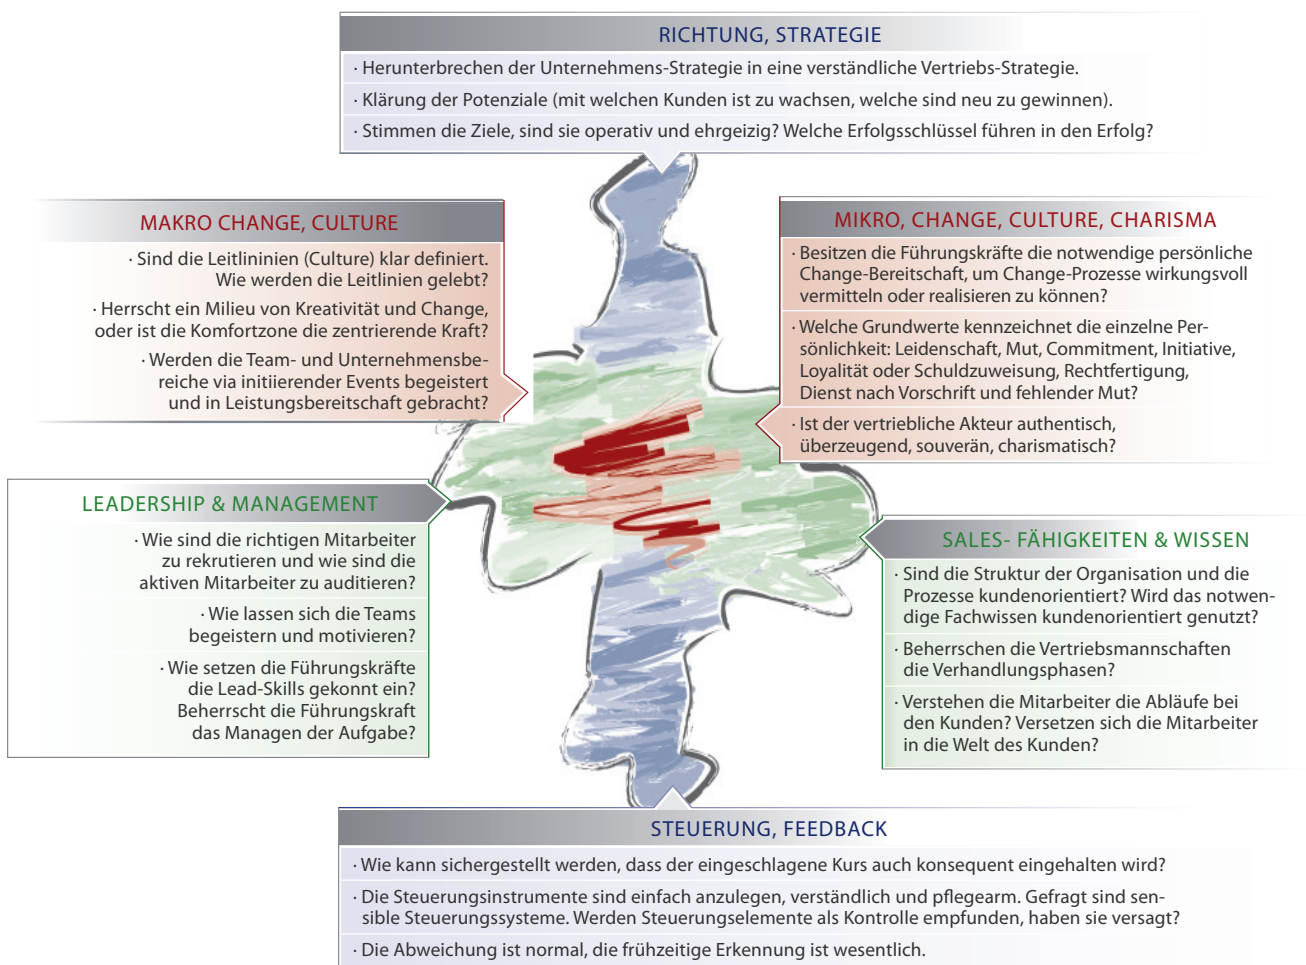 RICHTUNG, STRATEGIE
· Herunterbrechen der Unternehmens-Strategie in eine verständliche Vertriebs-Strategie.
· Klärung der Potenziale (mit welchen Kunden ist zu wachsen, welche sind neu zu gewinnen).
· Stimmen die Ziele, sind sie operativ und ehrgeizig? Welche Erfolgsschlüssel führen in den Erfolg?
MAKRO CHANGE, CULTURE
· Sind die Leitlininien (Culture) klar definiert.
Wie werden die Leitlinien gelebt?
· Herrscht ein Milieu von Kreativität und Change,
oder ist die Komfortzone die zentrierende Kraft?
· Werden die Team- und Unternehmensbe-
reiche via initiierender Events begeistert
und in Leistungsbereitschaft gebracht?
MIKRO, CHANGE, CULTURE, CHARISMA
· Besitzen die Führungskräfte die notwendige persönliche
Change-Bereitschaft, um Change-Prozesse wirkungsvoll
vermitteln oder realisieren zu können?
· Welche Grundwerte kennzeichnet die einzelne Per-
sönlichkeit: Leidenschaft, Mut, Commitment, Initiative,
Loyalität oder Schuldzuweisung, Rechtfertigung,
Dienst nach Vorschrift und fehlender Mut?
· Ist der vertriebliche Akteur authentisch,
überzeugend, souverän, charismatisch?
LEADERSHIP & MANAGEMENT
· Wie sind die richtigen Mitarbeiter
zu rekrutieren und wie sind die
aktiven Mitarbeiter zu auditieren?
· Wie lassen sich die Teams
begeistern und motivieren?
· Wie setzen die Führungskräfte
die Lead-Skills gekonnt ein?
Beherrscht die Führungskraft
das Managen der Aufgabe?
SALES- FÄHIGKEITEN & WISSEN
· Sind die Struktur der Organisation und die
Prozesse kundenorientiert? Wird das notwen-
dige Fachwissen kundenorientiert genutzt?
· Beherrschen die Vertriebsmannschaften
die Verhandlungsphasen?
· Verstehen die Mitarbeiter die Abläufe bei
den Kunden? Versetzen sich die Mitarbeiter
in die Welt des Kunden?
STEUERUNG, FEEDBACK
· Wie kann sichergestellt werden, dass der eingeschlagene Kurs auch konsequent eingehalten wird?
· Die Steuerungsinstrumente sind einfach anzulegen, verständlich und pflegearm. Gefragt sind sen-
sible Steuerungssysteme. Werden Steuerungselemente als Kontrolle empfunden, haben sie versagt?
· Die Abweichung ist normal, die frühzeitige Erkennung ist wesentlich.